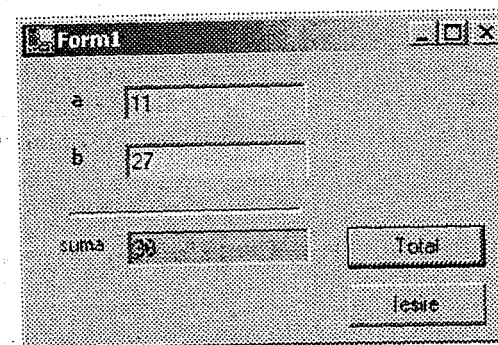 Form1
a 11
b 27
suma 38
Total
Iesire